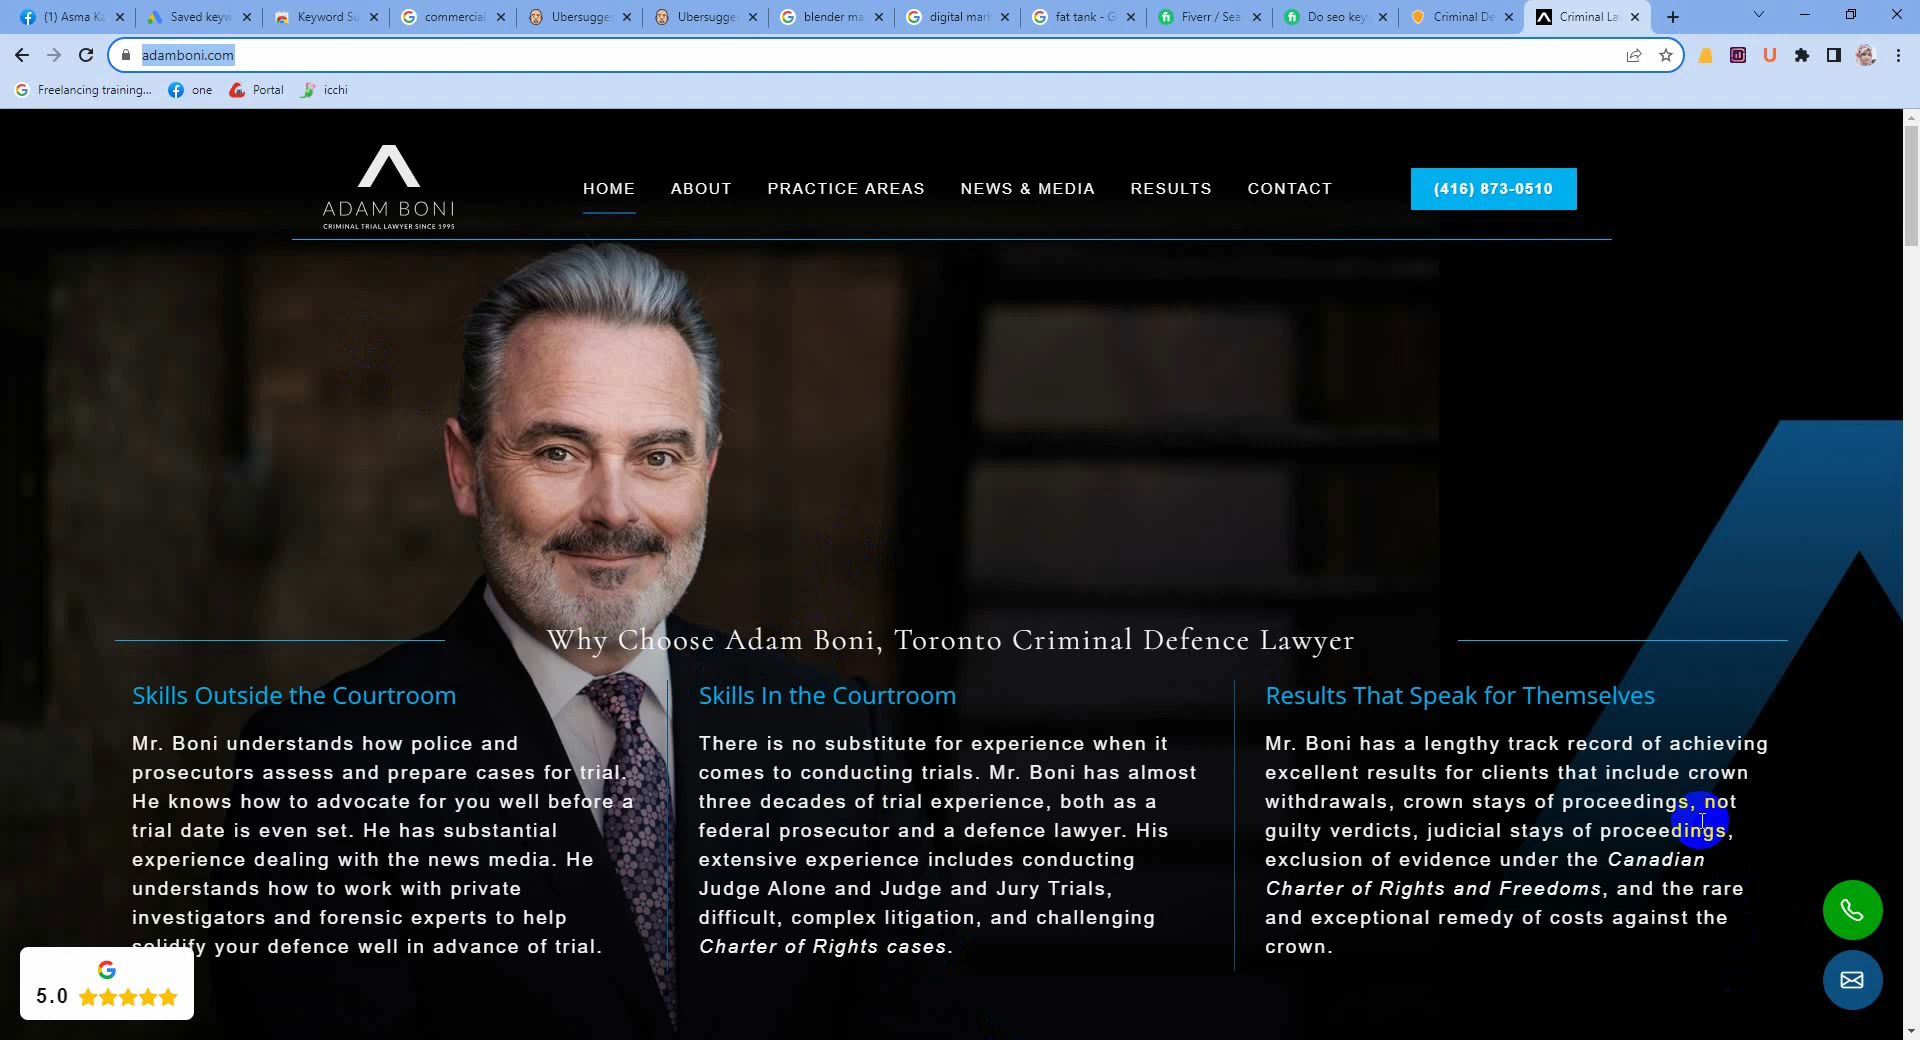 (1) Asma Ka
Saved keyw
Keyword Su
commercial
Ubersugge
Ubersugge
blender ma
digital mark
fat tank - G
Fiverr / Sea
Do seo key
Criminal De
Criminal La
adamboni.com
Freelancing training...
one
Portal
icchi
ADAM BONI
CRIMINAL TRIAL LAWYER SINCE 1995
HOME
ABOUT
PRACTICE AREAS
NEWS & MEDIA
RESULTS
CONTACT
(416) 873-0510
Why Choose Adam Boni, Toronto Criminal Defence Lawyer
Skills Outside the Courtroom
Mr. Boni understands how police and
prosecutors assess and prepare cases for trial.
He knows how to advocate for you well before a
trial date is even set. He has substantial
experience dealing with the news media. He
understands how to work with private
investigators and forensic experts to help
solidify your defence well in advance of trial.
Skills In the Courtroom
There is no substitute for experience when it
comes to conducting trials. Mr. Boni has almost
three decades of trial experience, both as a
federal prosecutor and a defence lawyer. His
extensive experience includes conducting
Judge Alone and Judge and Jury Trials,
difficult, complex litigation, and challenging
Charter of Rights cases.
Results That Speak for Themselves
Mr. Boni has a lengthy track record of achieving
excellent results for clients that include crown
withdrawals, crown stays of proceedings, not
guilty verdicts, judicial stays of proceedings,
exclusion of evidence under the Canadian
Charter of Rights and Freedoms, and the rare
and exceptional remedy of costs against the
crown.
5.0